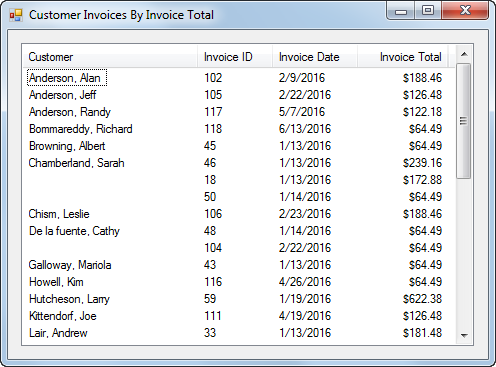 Customer Invoices By Invoice Total
Customer Invoice ID Invoice Date Invoice Total
Anderson, Alan 102 2/9/2016 $188.46
Anderson, Jeff 105 2/22/2016 $126.48
Anderson, Randy 117 5/7/2016 $122.18
Bommareddy, Richard 118 6/13/2016 $64.49
Browning, Albert 45 1/13/2016 $64.49
Chamberland, Sarah 46 1/13/2016 $239.16
18 1/13/2016 $172.88
50 1/14/2016 $64.49
Chism, Leslie 106 2/23/2016 $188.46
De la fuente, Cathy 48 1/14/2016 $64.49
104 2/22/2016 $64.49
Galloway, Mariola 43 1/13/2016 $64.49
Howell, Kim 116 4/26/2016 $64.49
Hutcheson, Larry 59 1/19/2016 $622.38
Kittendorf, Joe 111 4/19/2016 $126.48
Lair, Andrew 33 1/13/2016 $181.48